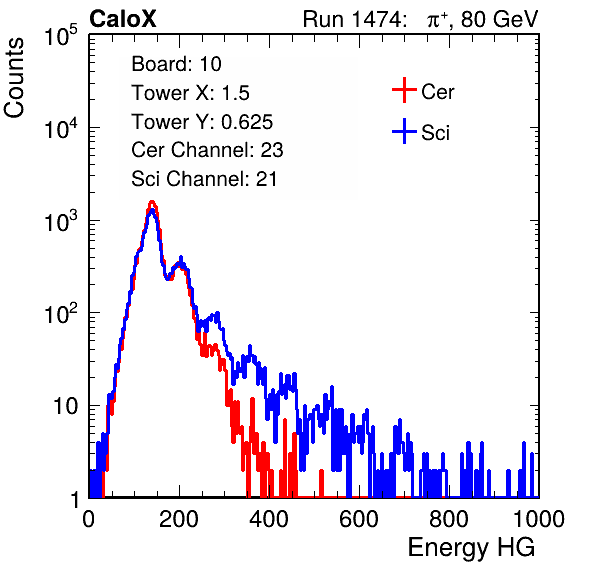 CaloX Run 1474: π⁺, 80 GeV
Counts
Board: 10
Tower X: 1.5
Tower Y: 0.625
Cer Channel: 23
Sci Channel: 21
Cer
Sci
10⁵
10⁴
10³
10²
10
1
0 200 400 600 800 1000
Energy HG